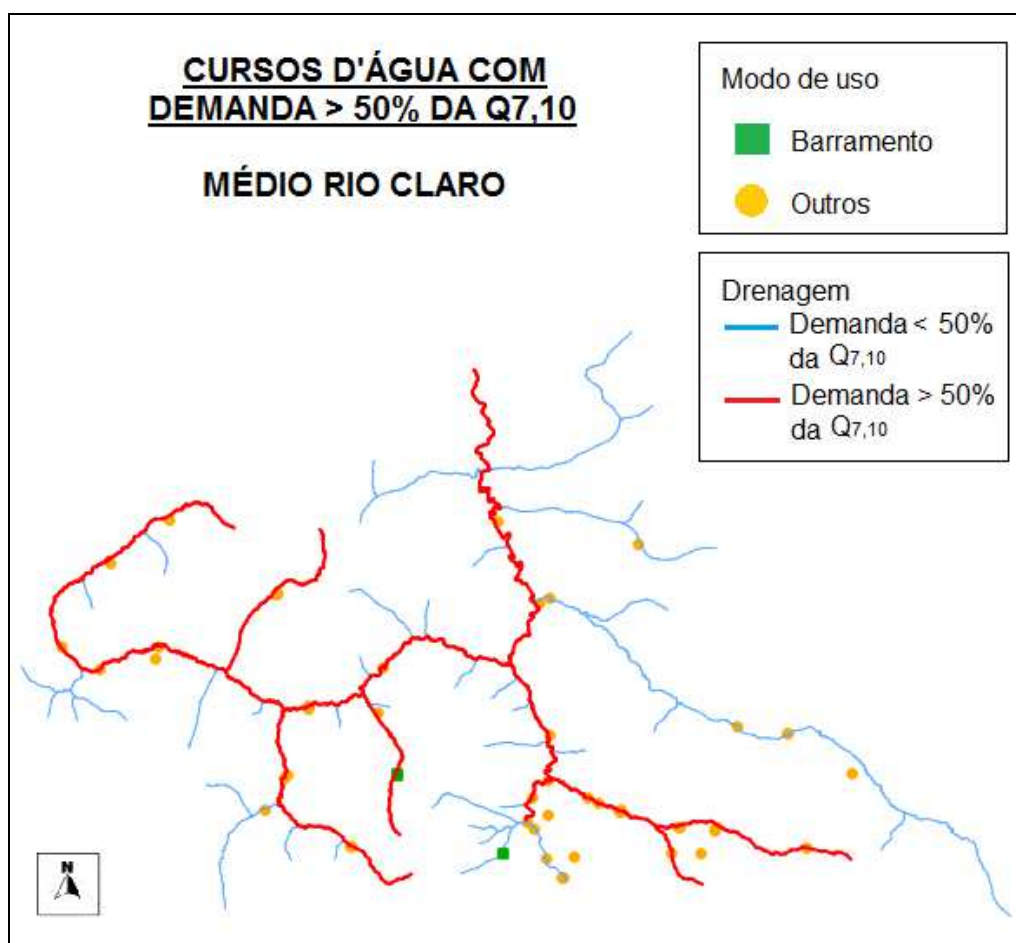 CURSOS D'ÁGUA COM
DEMANDA > 50% DA Q7,10
MÉDIO RIO CLARO
Modo de uso
Barramento
Outros
Drenagem
Demanda < 50%
da Q7,10
Demanda > 50%
da Q7,10
N